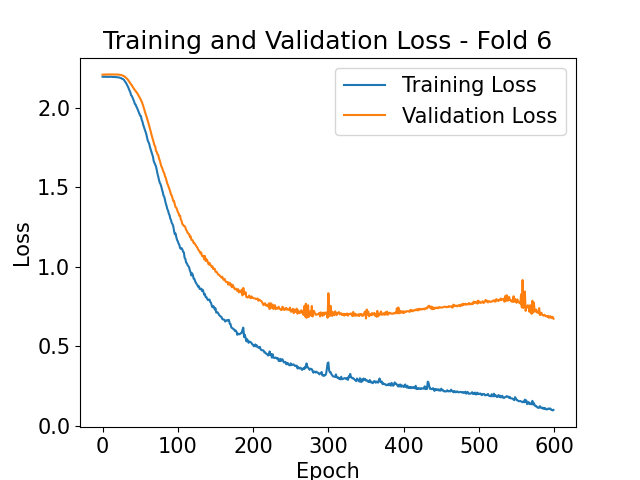 Training and Validation Loss - Fold 6
Training Loss
Validation Loss
Loss
2.0
1.5
1.0
0.5
0.0
0 100 200 300 400 500 600
Epoch